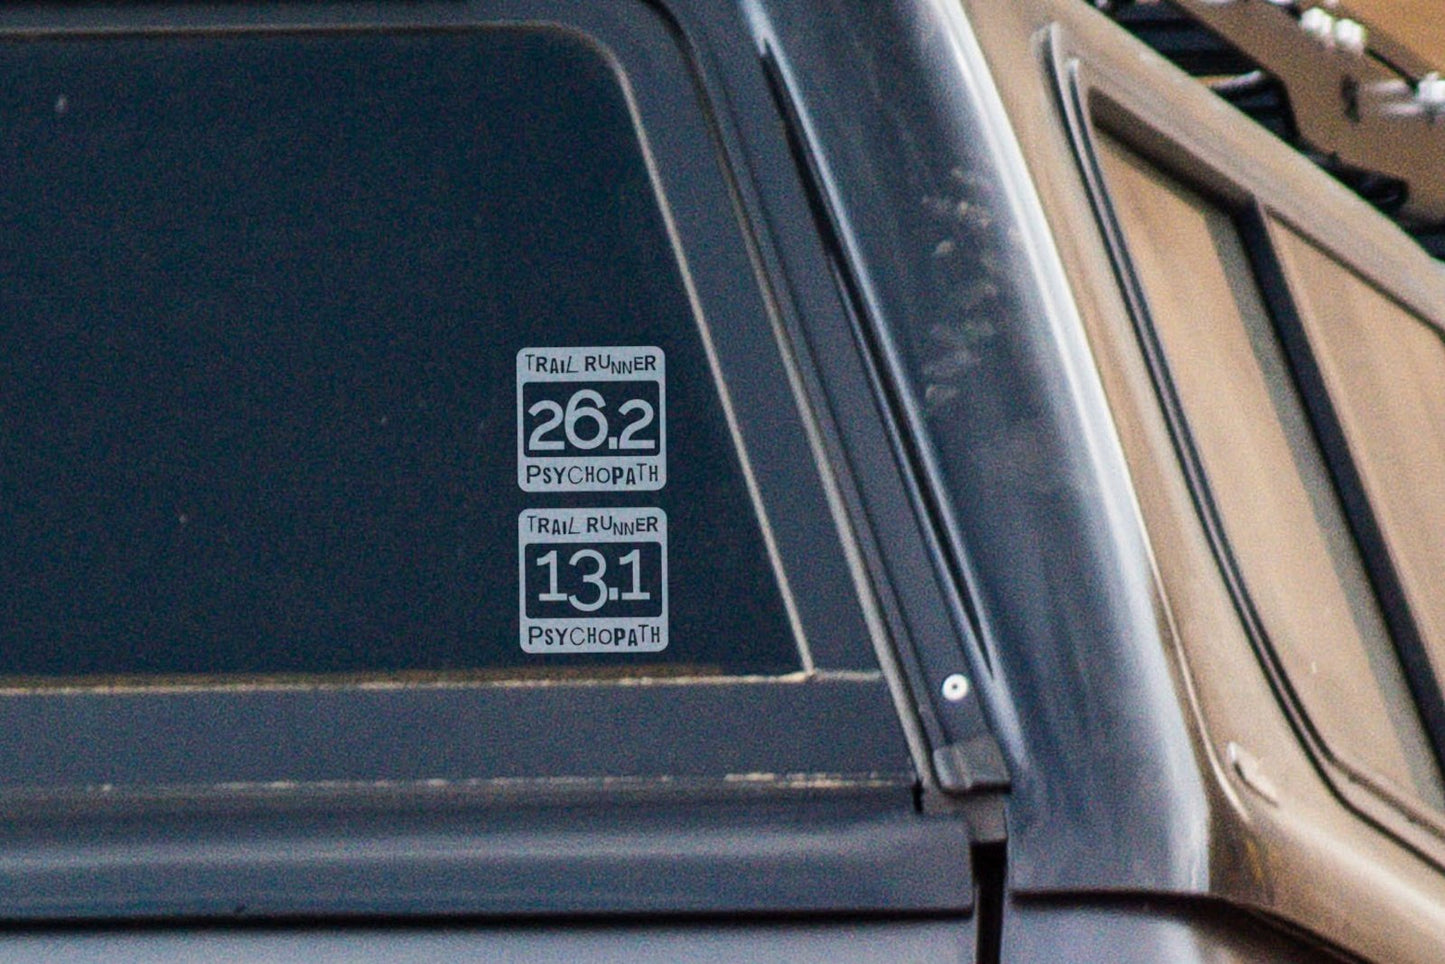 TRAIL RUNNER
26.2
PSYCHOPATH
TRAIL RUNNER
13.1
PSYCHOPATH